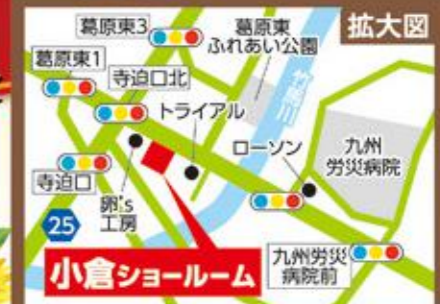 拡大図
葛原東3
葛原東
ふれあい公園
葛原東1
寺迫口北
トライアル
竹馬川
ローソン
九州
労災病院
寺迫口
卵's
工房
25
小倉ショールーム
九州労災
病院前